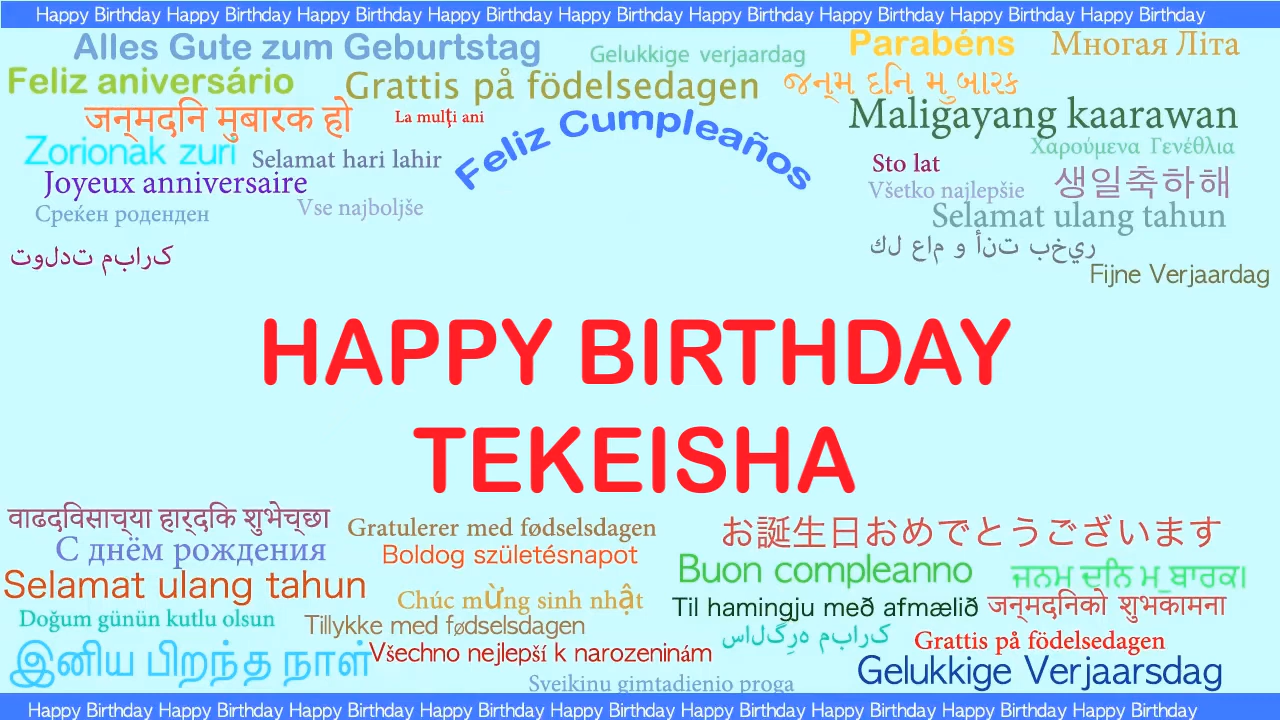 Happy Birthday Happy Birthday Happy Birthday Happy Birthday Happy Birthday Happy Birthday Happy Birthday Happy Birthday Happy Birthday
Alles Gute zum Geburtstag
Gelukkige verjaardag
Parabéns
Многая Літа
Feliz aniversário
Grattis på födelsedagen
જન્મ દિન મુ બારક
जन्मदिन मुबारक हो
La mulţi ani
Feliz Cumpleaños
Maligayang kaarawan
Zorionak zuri
Selamat hari lahir
Sto lat
Χαρούμενα Γενέθλια
Joyeux anniversaire
Všetko najlepšie
생일축하해
Среќен роденден
Vse najboljše
Selamat ulang tahun
تولدت مبارک
كل عام و أنت بخير
Fijne Verjaardag
HAPPY BIRTHDAY
TEKEISHA
वाढदिवसाच्या हार्दिक शुभेच्छा
Gratulerer med fødselsdagen
お誕生日おめでとうございます
С днём рождения
Boldog születésnapot
Buon compleanno
ਜਨਮ ਦਿਨ ਮੁਬਾਰਕ।
Selamat ulang tahun
Chúc mừng sinh nhật
Til hamingju með afmælið
जन्मदिनको शुभकामना
Doğum günün kutlu olsun
Tillykke med fødselsdagen
سالگرہ مبارک
Grattis på födelsedagen
இனிய பிறந்த நாள்
Všechno nejlepší k narozeninám
Gelukkige Verjaarsdag
Sveikinu gimtadienio proga
Happy Birthday Happy Birthday Happy Birthday Happy Birthday Happy Birthday Happy Birthday Happy Birthday Happy Birthday Happy Birthday